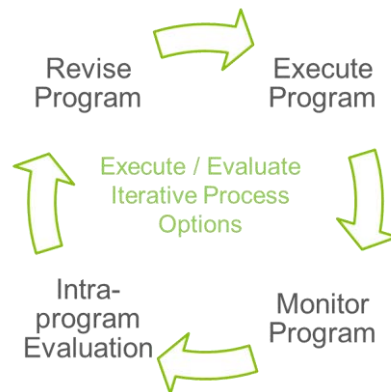 Revise
Program
Execute
Program
Execute / Evaluate
Iterative Process
Options
Intra-
program
Evaluation
Monitor
Program